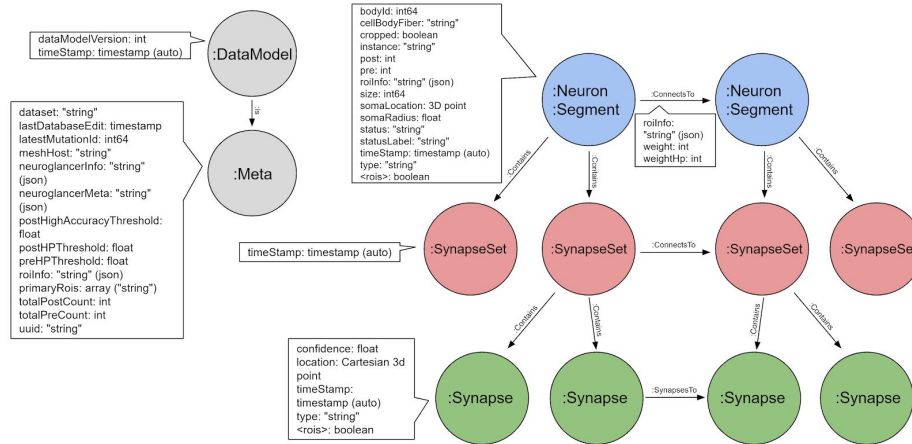 dataModelVersion: int
timeStamp: timestamp (auto)
:DataModel
:is
dataset: "string"
lastDatabaseEdit: timestamp
latestMutationId: int64
meshHost: "string"
neuroglancerInfo: "string"
(json)
neuroglancerMeta: "string"
(json)
postHighAccuracyThreshold:
float
postHPThreshold: float
preHPThreshold: float
roiInfo: "string" (json)
primaryRois: array ("string")
totalPostCount: int
totalPreCount: int
uuid: "string"
:Meta
bodyId: int64
cellBodyFiber: "string"
cropped: boolean
instance: "string"
post: int
pre: int
roiInfo: "string" (json)
size: int64
somaLocation: 3D point
somaRadius: float
status: "string"
statusLabel: "string"
timeStamp: timestamp (auto)
type: "string"
<rois>: boolean
:Neuron
:Segment
:ConnectsTo
roiInfo:
"string" (json)
weight: int
weightHp: int
:Neuron
:Segment
:Contains
:Contains
:Contains
:Contains
timeStamp: timestamp (auto)
:SynapseSet
:SynapseSet
:ConnectsTo
:SynapseSet
:SynapseSet
:Contains
:Contains
:Contains
:Contains
confidence: float
location: Cartesian 3d
point
timeStamp:
timestamp (auto)
type: "string"
<rois>: boolean
:Synapse
:Synapse
:SynapsesTo
:Synapse
:Synapse